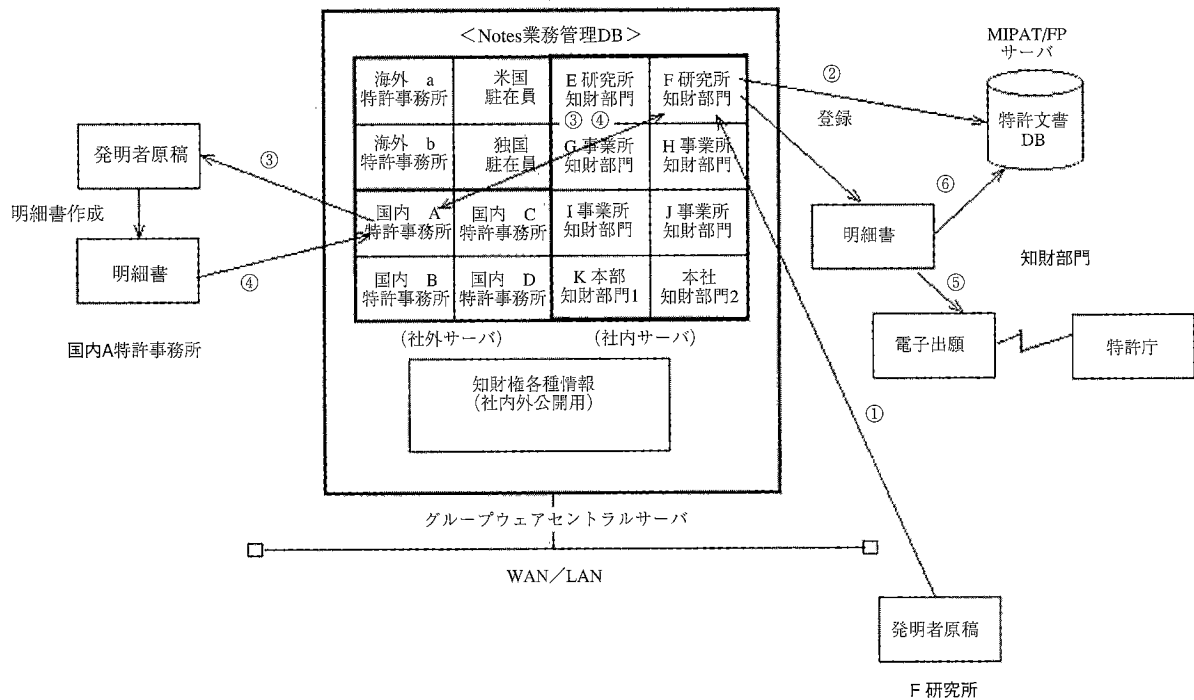 ＜Notes業務管理DB＞
海外 a
特許事務所
米国
駐在員
E 研究所
知財部門
F 研究所
知財部門
③ ④
海外 b
特許事務所
独国
駐在員
G 事業所
知財部門
H 事業所
知財部門
国内 A
特許事務所
国内 C
特許事務所
I 事業所
知財部門
J 事業所
知財部門
国内 B
特許事務所
国内 D
特許事務所
K 本部
知財部門1
本社
知財部門2
(社外サーバ)
(社内サーバ)
知財権各種情報
(社内外公開用)
グループウェアセントラルサーバ
WAN／LAN
発明者原稿
③
明細書作成
明細書
④
国内A特許事務所
MIPAT/FP
サーバ
②
登録
特許文書
DB
⑥
明細書
知財部門
⑤
電子出願
特許庁
①
発明者原稿
F 研究所